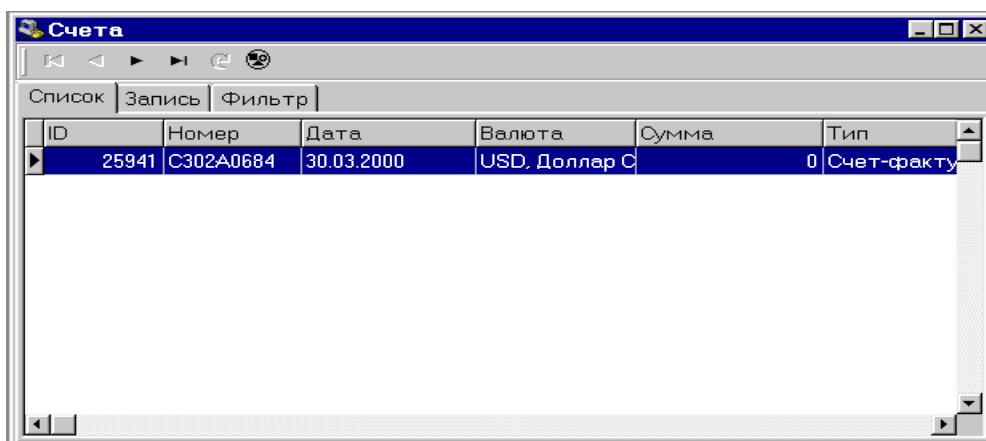 Счета
Список Запись Фильтр
ID Номер Дата Валюта Сумма Тип
25941 С302А0684 30.03.2000 USD, Доллар С 0 Счет-факту